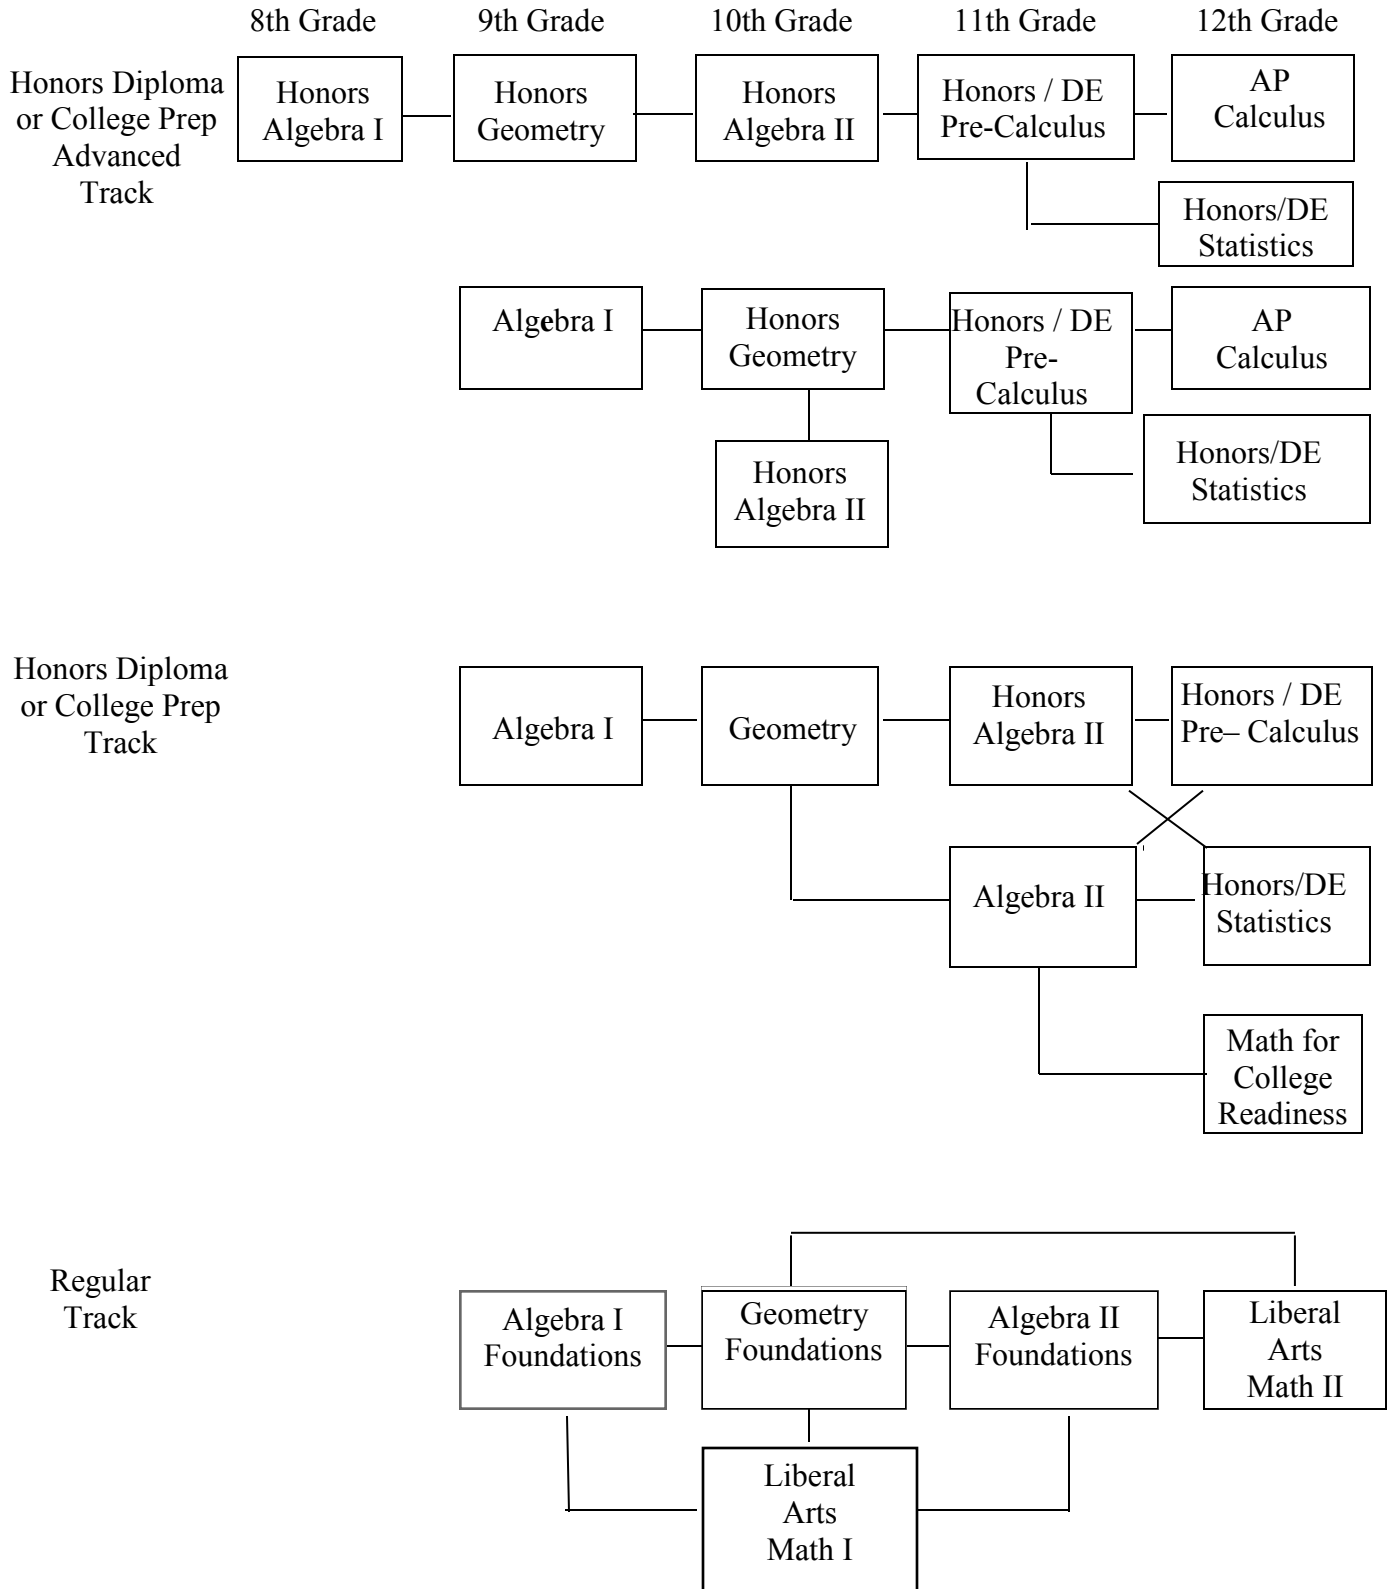 8th Grade
9th Grade
10th Grade
11th Grade
12th Grade
Honors Diploma
or College Prep
Advanced
Track
Honors
Algebra I
Honors
Geometry
Honors
Algebra II
Honors / DE
Pre-Calculus
AP
Calculus
Honors/DE
Statistics
Algebra I
Honors
Geometry
Honors / DE
Pre-
Calculus
AP
Calculus
Honors
Algebra II
Honors/DE
Statistics
Honors Diploma
or College Prep
Track
Algebra I
Geometry
Honors
Algebra II
Honors / DE
Pre– Calculus
Algebra II
Honors/DE
Statistics
Math for
College
Readiness
Regular
Track
Algebra I
Foundations
Geometry
Foundations
Algebra II
Foundations
Liberal
Arts
Math II
Liberal
Arts
Math I